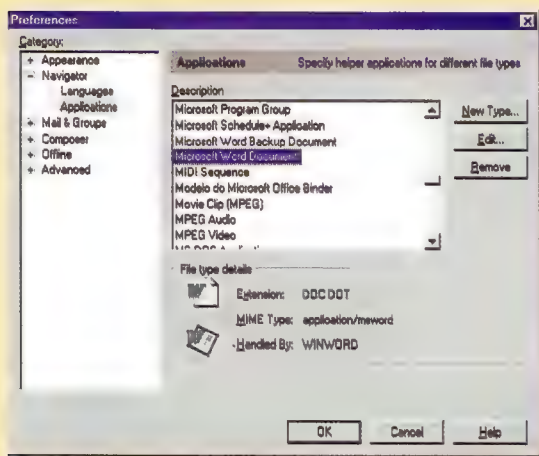 Preferences
Category:
+ Appearance
- Navigator
Languages
Applications
+ Mail & Groups
+ Composer
+ Offline
+ Advanced
Applications Specify helper applications for different file types
Description
Microsoft Program Group
Microsoft Schedule+ Application
Microsoft Word Backup Document
Microsoft Word Document
MIDI Sequence
Modelo do Microsoft Office Binder
Movie Clip (MPEG)
MPEG Audio
MPEG Video
New Type...
Edit...
Remove
File type details
Extension: DOC DOT
MIME Type: application/msword
Handled By: WINWORD
OK Cancel Help